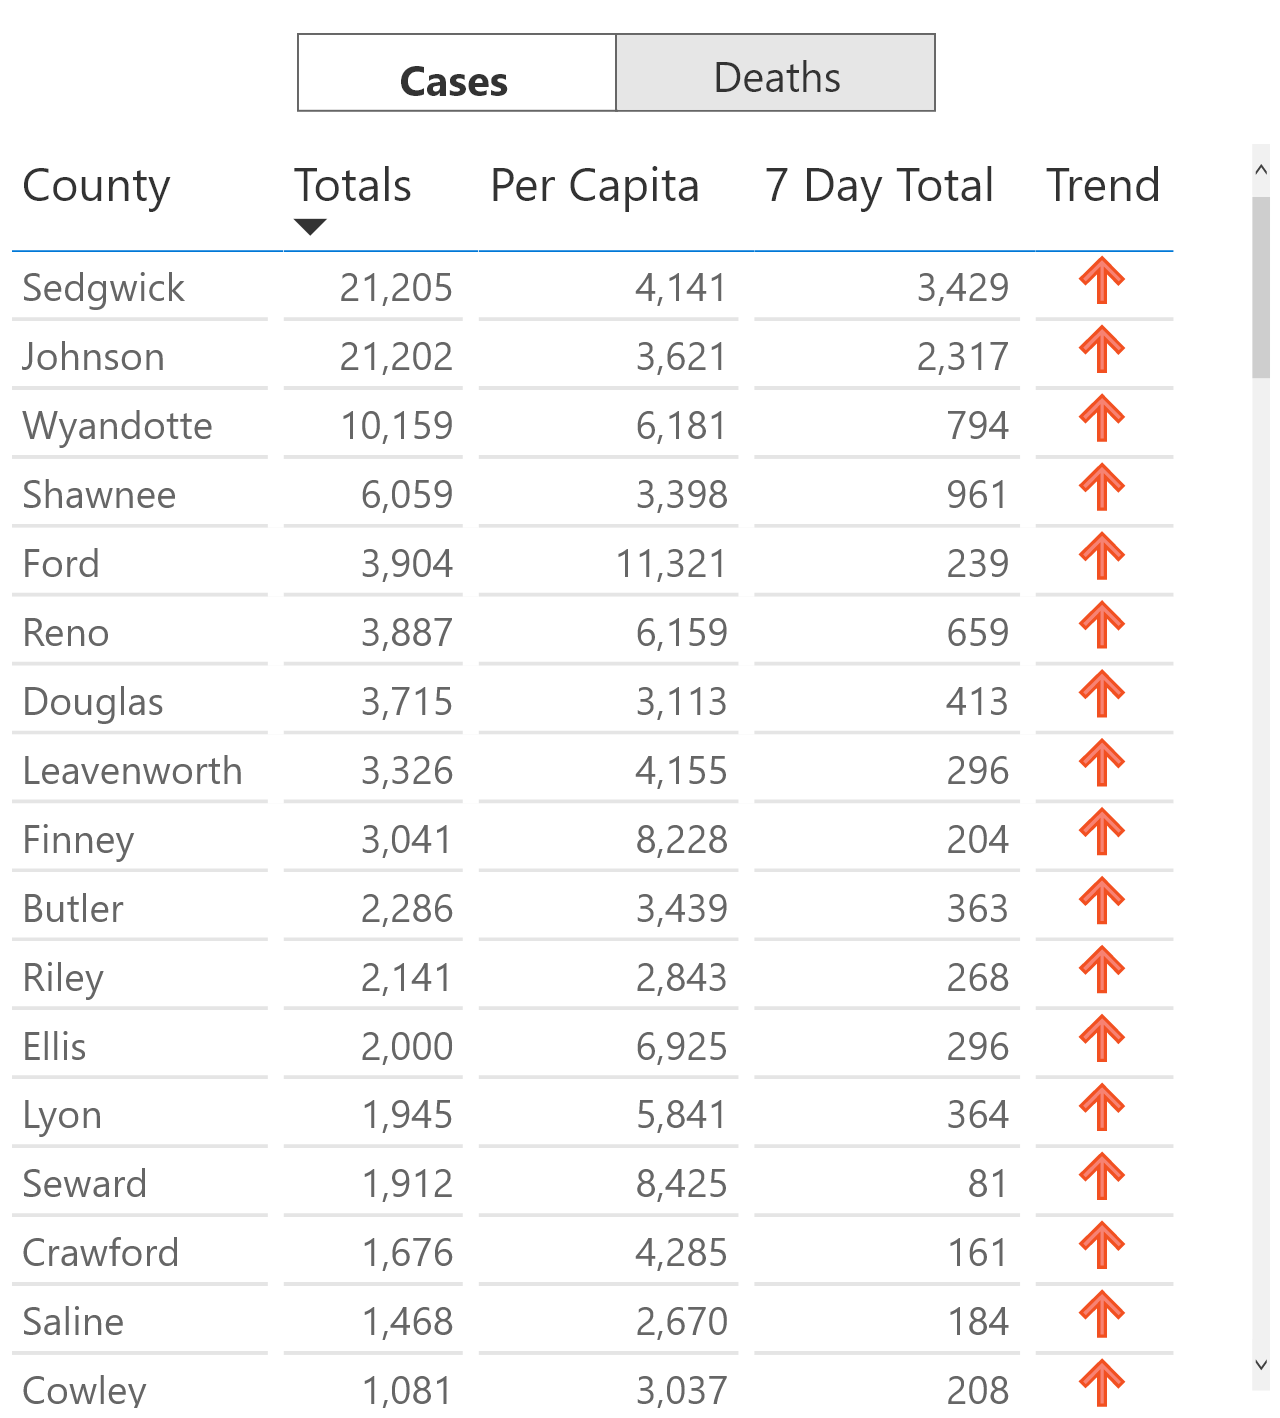 Cases Deaths
County Totals Per Capita 7 Day Total Trend
Sedgwick 21,205 4,141 3,429
Johnson 21,202 3,621 2,317
Wyandotte 10,159 6,181 794
Shawnee 6,059 3,398 961
Ford 3,904 11,321 239
Reno 3,887 6,159 659
Douglas 3,715 3,113 413
Leavenworth 3,326 4,155 296
Finney 3,041 8,228 204
Butler 2,286 3,439 363
Riley 2,141 2,843 268
Ellis 2,000 6,925 296
Lyon 1,945 5,841 364
Seward 1,912 8,425 81
Crawford 1,676 4,285 161
Saline 1,468 2,670 184
Cowley 1,081 3,037 208